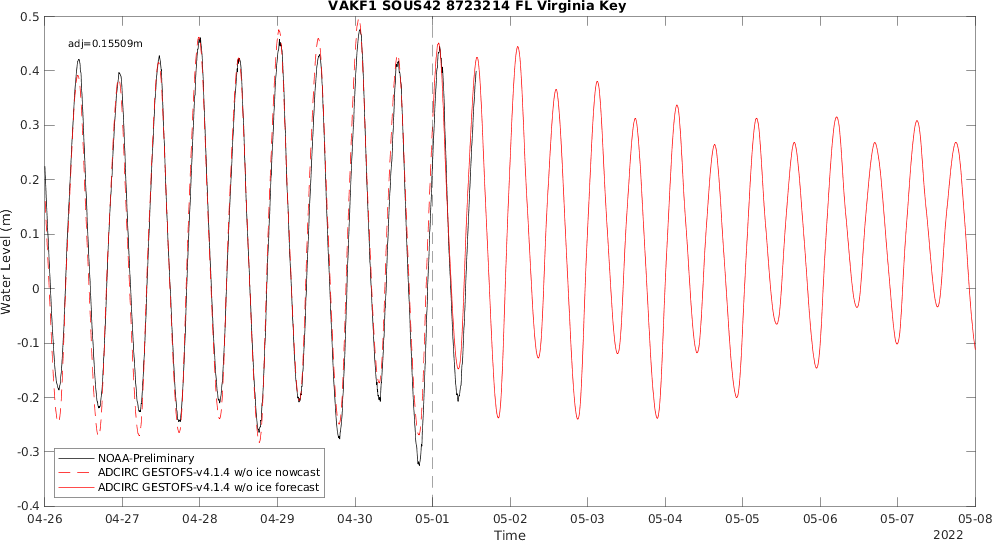 VAKF1 SOUS42 8723214 FL Virginia Key
adj=0.15509m
0.5
0.4
0.3
0.2
0.1
0
-0.1
-0.2
-0.3
-0.4
Water Level (m)
NOAA-Preliminary
ADCIRC GESTOFS-v4.1.4 w/o ice nowcast
ADCIRC GESTOFS-v4.1.4 w/o ice forecast
04-26 04-27 04-28 04-29 04-30 05-01 05-02 05-03 05-04 05-05 05-06 05-07 05-08
Time
2022